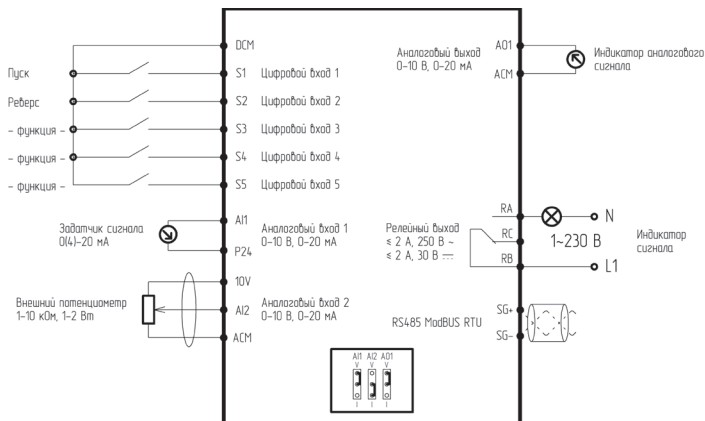 DCM
Пуск
S1 Цифровой вход 1
Реверс
S2 Цифровой вход 2
- функция -
S3 Цифровой вход 3
- функция -
S4 Цифровой вход 4
- функция -
S5 Цифровой вход 5
Задатчик сигнала
0(4)-20 мА
AI1
P24
Аналоговый вход 1
0-10 В, 0-20 мА
Внешний потенциометр
1-10 кОм, 1-2 Вт
10V
AI2
ACM
Аналоговый вход 2
0-10 В, 0-20 мА
Аналоговый выход
0-10 В, 0-20 мА
AO1
ACM
Индикатор аналогового
сигнала
Релейный выход
≤ 2 А, 250 В ~
≤ 2 А, 30 В ⎓
RA
RC
RB
N
1~230 В
L1
Индикатор
сигнала
RS485 ModBUS RTU
SG+
SG-
AI1 AI2 AO1
V V V
I I I